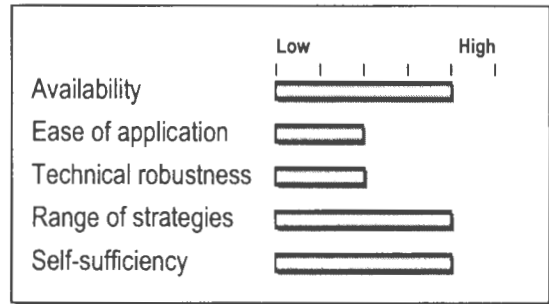 Low High
Availability
Ease of application
Technical robustness
Range of strategies
Self-sufficiency